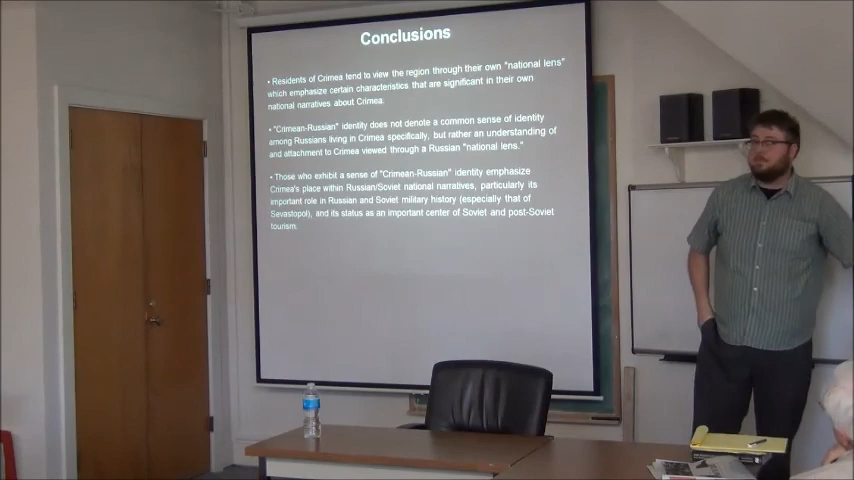 Conclusions
• Residents of Crimea tend to view the region through their own "national lens"
which emphasize certain characteristics that are significant in their own
national narratives about Crimea.
• "Crimean-Russian" identity does not denote a common sense of identity
among Russians living in Crimea specifically, but rather an understanding of
and attachment to Crimea viewed through a Russian "national lens."
• Those who exhibit a sense of "Crimean-Russian" identity emphasize
Crimea's place within Russian/Soviet national narratives, particularly its
important role in Russian and Soviet military history (especially that of
Sevastopol), and its status as an important center of Soviet and post-Soviet
tourism.